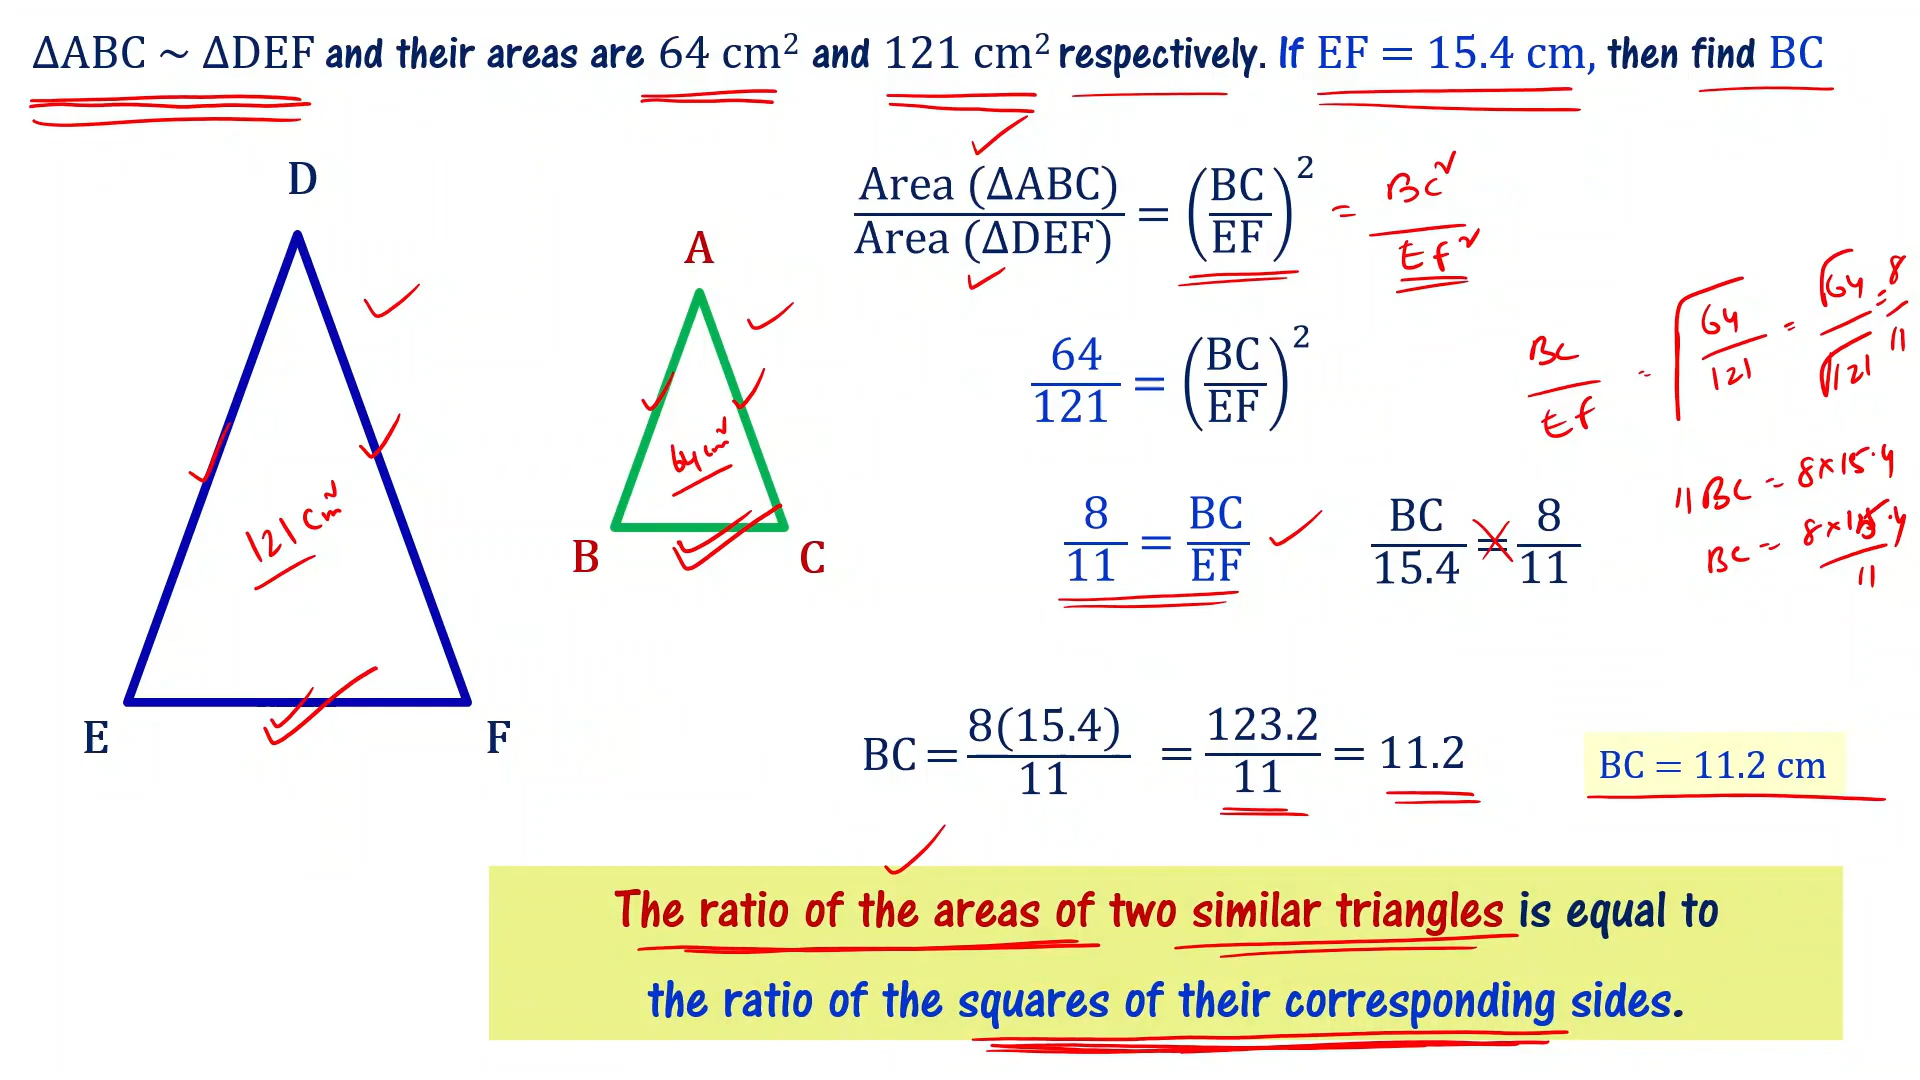 ΔABC ~ ΔDEF and their areas are 64 cm² and 121 cm² respectively. If EF = 15.4 cm, then find BC
D
A
B
C
E
F
121 cm²
64 cm²
Area (ΔABC) / Area (ΔDEF) = (BC/EF)² = BC²/EF²
64/121 = (BC/EF)²
BC/EF = √(64/121) = √64/√121 = 8/11
8/11 = BC/EF
BC/15.4 = 8/11
11BC = 8×15.4
BC = 8×15.4/11
BC = 8(15.4)/11 = 123.2/11 = 11.2
BC = 11.2 cm
The ratio of the areas of two similar triangles is equal to
the ratio of the squares of their corresponding sides.